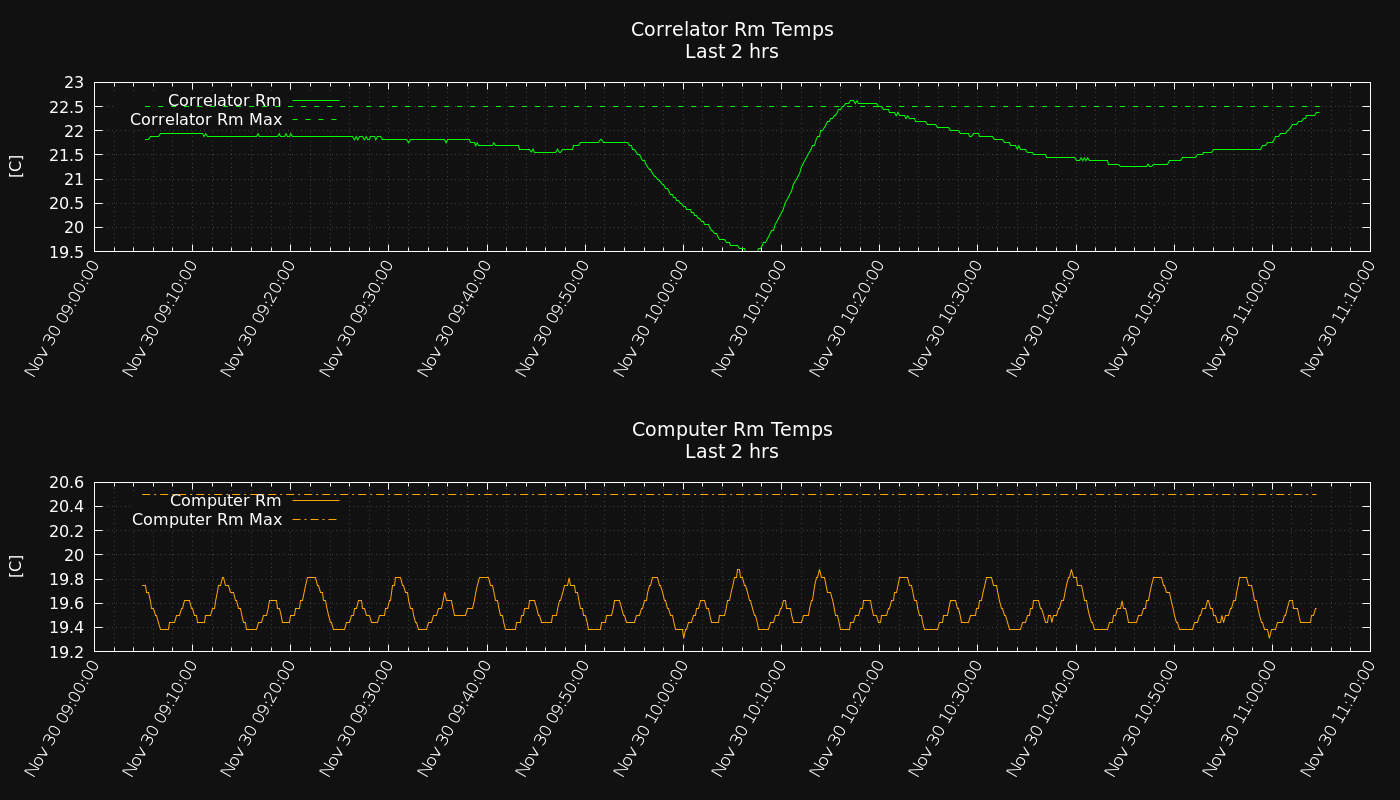 Correlator Rm Temps
Last 2 hrs
23
22.5
22
21.5
21
20.5
20
19.5
[C]
Correlator Rm
Correlator Rm Max
Nov 30 09:00:00
Nov 30 09:10:00
Nov 30 09:20:00
Nov 30 09:30:00
Nov 30 09:40:00
Nov 30 09:50:00
Nov 30 10:00:00
Nov 30 10:10:00
Nov 30 10:20:00
Nov 30 10:30:00
Nov 30 10:40:00
Nov 30 10:50:00
Nov 30 11:00:00
Nov 30 11:10:00
Computer Rm Temps
Last 2 hrs
20.6
20.4
20.2
20
19.8
19.6
19.4
19.2
[C]
Computer Rm
Computer Rm Max
Nov 30 09:00:00
Nov 30 09:10:00
Nov 30 09:20:00
Nov 30 09:30:00
Nov 30 09:40:00
Nov 30 09:50:00
Nov 30 10:00:00
Nov 30 10:10:00
Nov 30 10:20:00
Nov 30 10:30:00
Nov 30 10:40:00
Nov 30 10:50:00
Nov 30 11:00:00
Nov 30 11:10:00